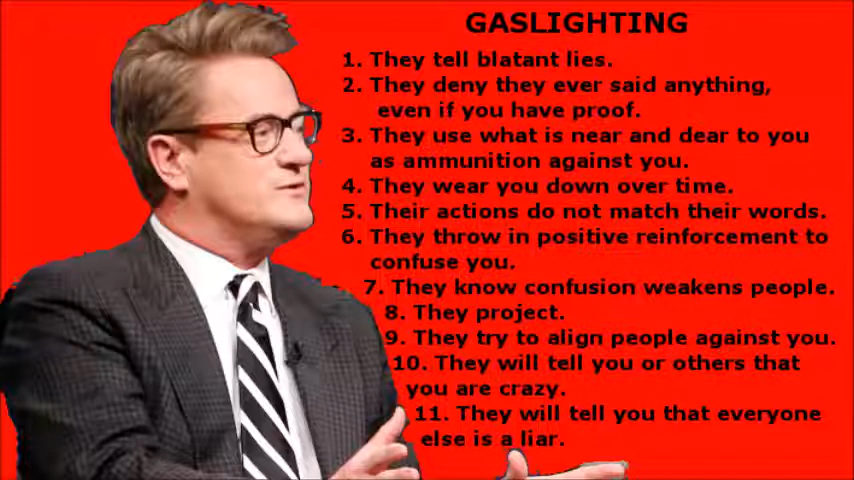 GASLIGHTING
1. They tell blatant lies.
2. They deny they ever said anything,
even if you have proof.
3. They use what is near and dear to you
as ammunition against you.
4. They wear you down over time.
5. Their actions do not match their words.
6. They throw in positive reinforcement to
confuse you.
7. They know confusion weakens people.
8. They project.
9. They try to align people against you.
10. They will tell you or others that
you are crazy.
11. They will tell you that everyone
else is a liar.